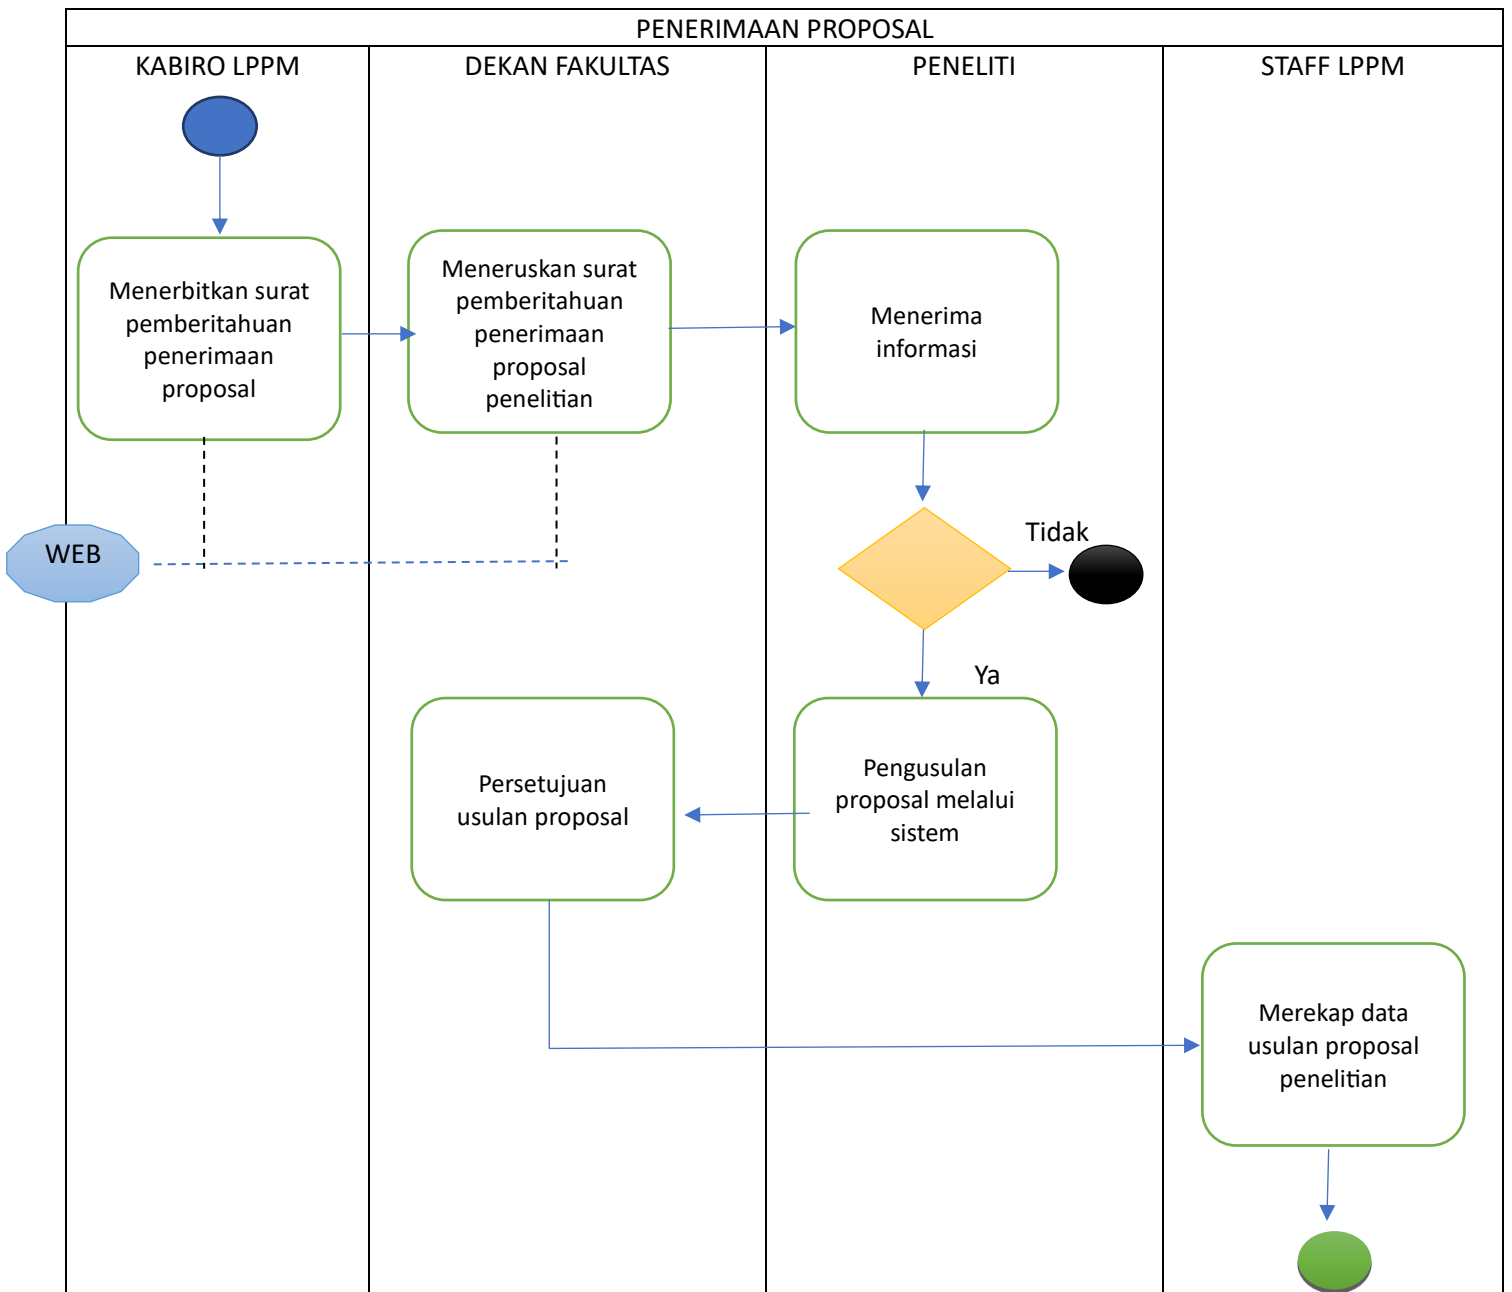 PENERIMAAN PROPOSAL
KABIRO LPPM
DEKAN FAKULTAS
PENELITI
STAFF LPPM
Menerbitkan surat
pemberitahuan
penerimaan
proposal
Meneruskan surat
pemberitahuan
penerimaan
proposal
penelitian
Menerima
informasi
WEB
Tidak
Ya
Pengusulan
proposal melalui
sistem
Persetujuan
usulan proposal
Merekap data
usulan proposal
penelitian